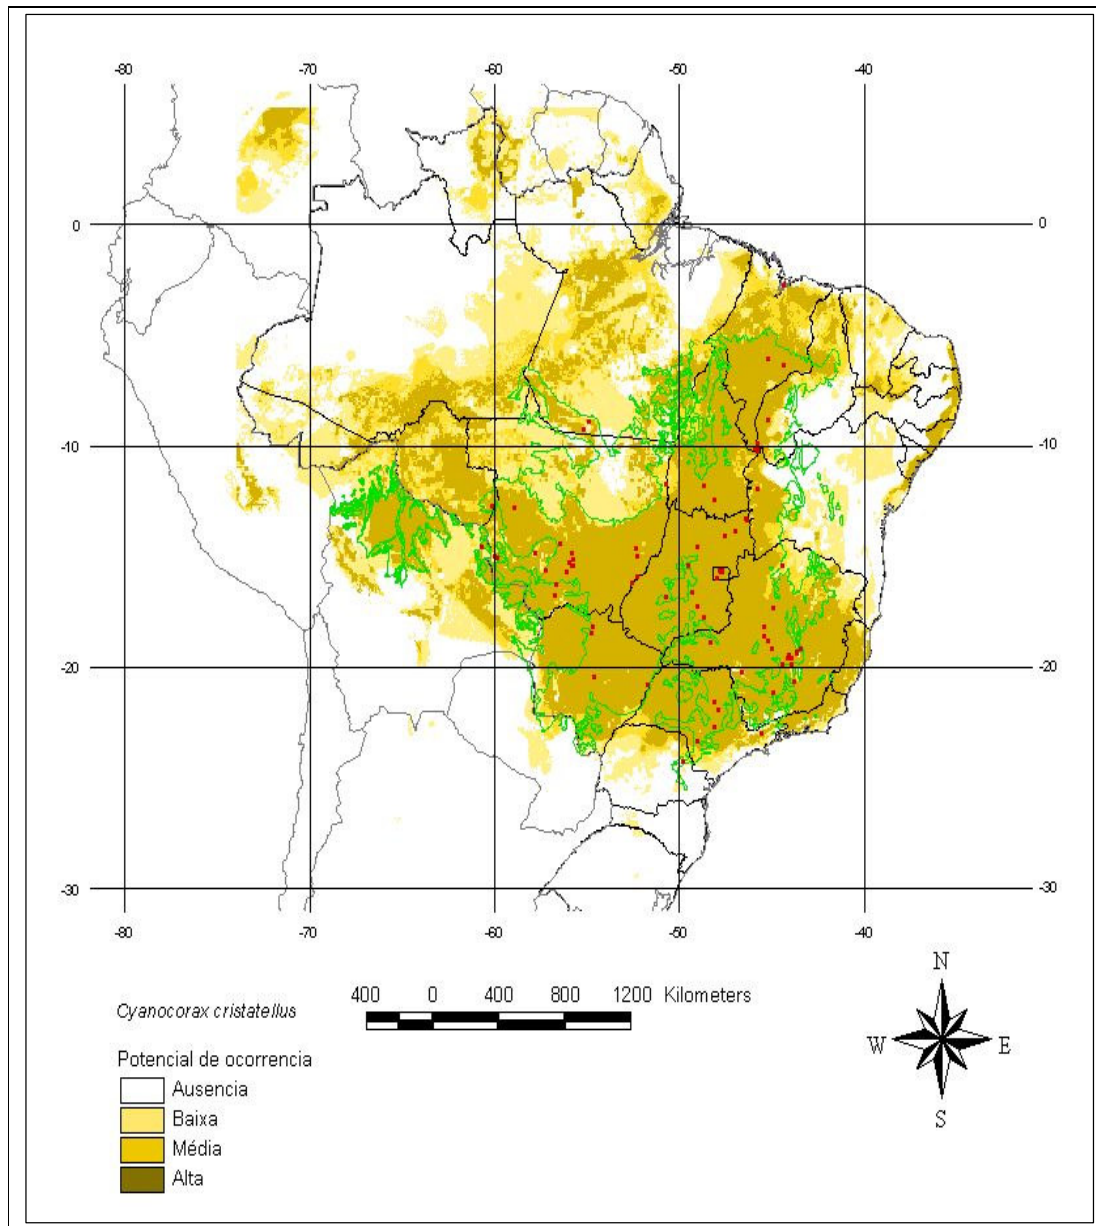 -80 -70 -60 -50 -40
0 0
-10 -10
-20 -20
-30 -30
-80 -70 -60 -50 -40
N
W E
S
Cyanocorax cristatellus
400 0 400 800 1200 Kilometers
Potencial de ocorrencia
Ausencia
Baixa
Média
Alta